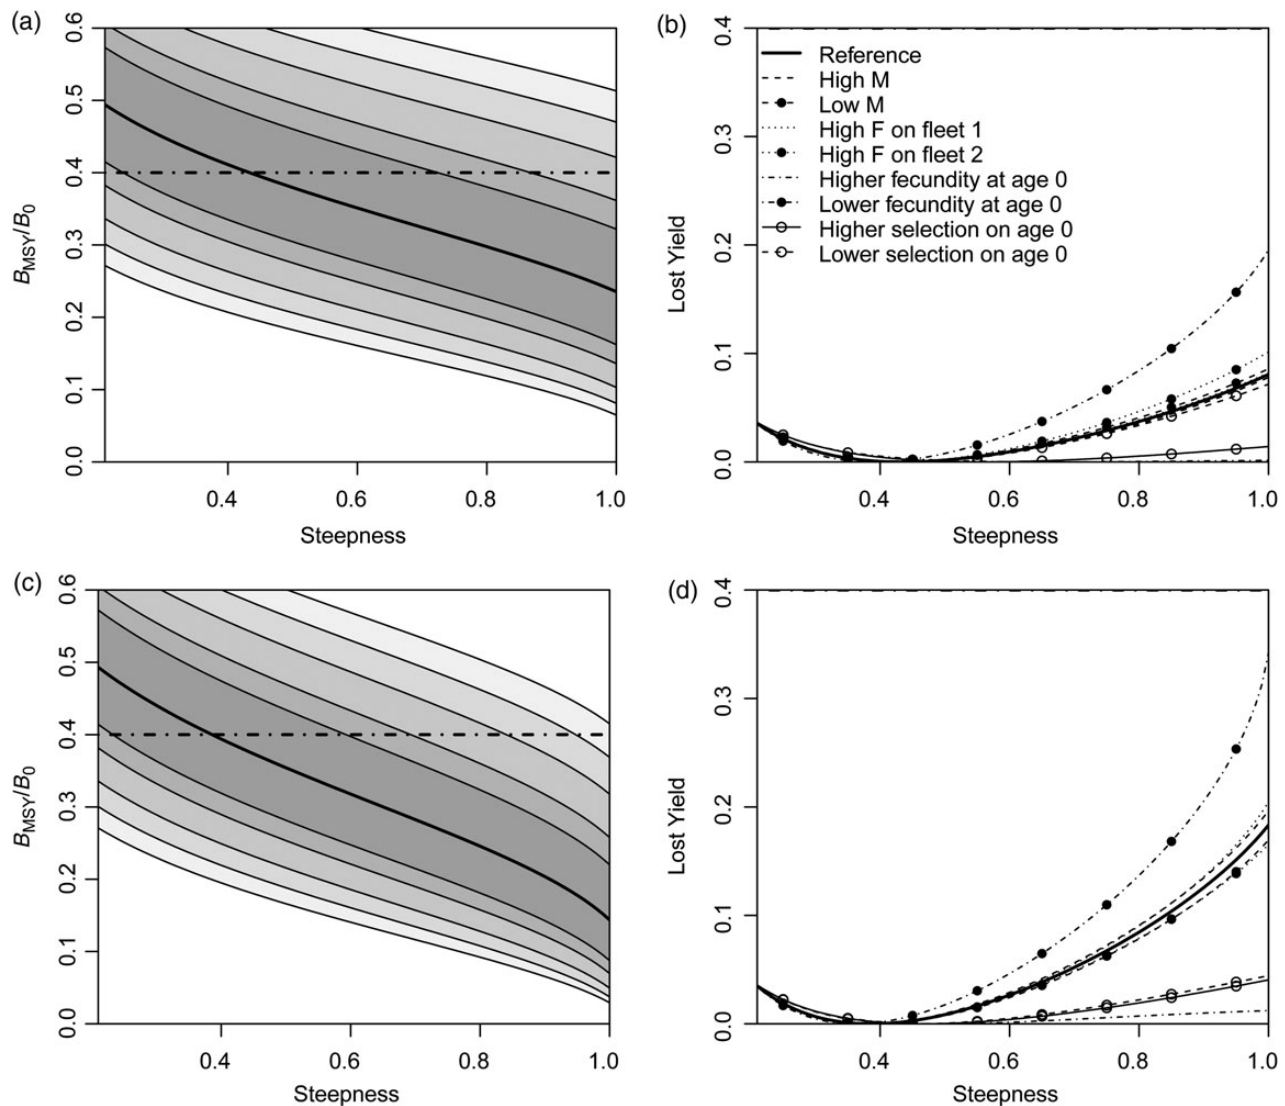 (a)
0.6
0.5
0.4
0.3
0.2
0.1
0.0
B_MSY/B_0
0.4
0.6
0.8
1.0
Steepness
(b)
0.4
0.3
0.2
0.1
0.0
Lost Yield
Reference
High M
Low M
High F on fleet 1
High F on fleet 2
Higher fecundity at age 0
Lower fecundity at age 0
Higher selection on age 0
Lower selection on age 0
0.4
0.6
0.8
1.0
Steepness
(c)
0.6
0.5
0.4
0.3
0.2
0.1
0.0
B_MSY/B_0
0.4
0.6
0.8
1.0
Steepness
(d)
0.4
0.3
0.2
0.1
0.0
Lost Yield
0.4
0.6
0.8
1.0
Steepness